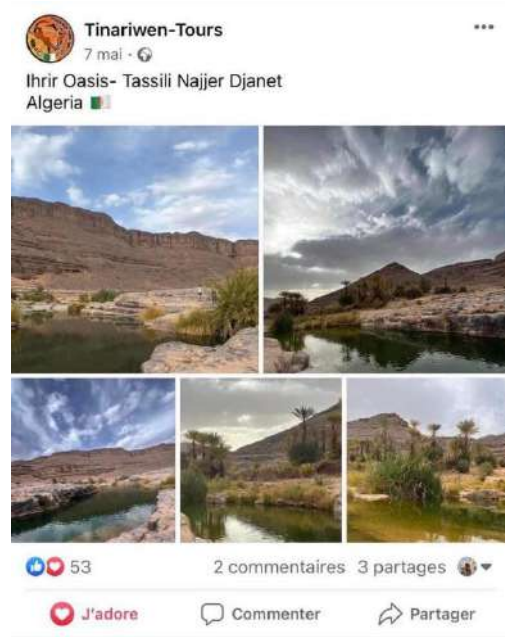 Tinariwen-Tours
7 mai ·
Ihrir Oasis- Tassili Najjer Djanet
Algeria
53
2 commentaires 3 partages
J'adore
Commenter
Partager